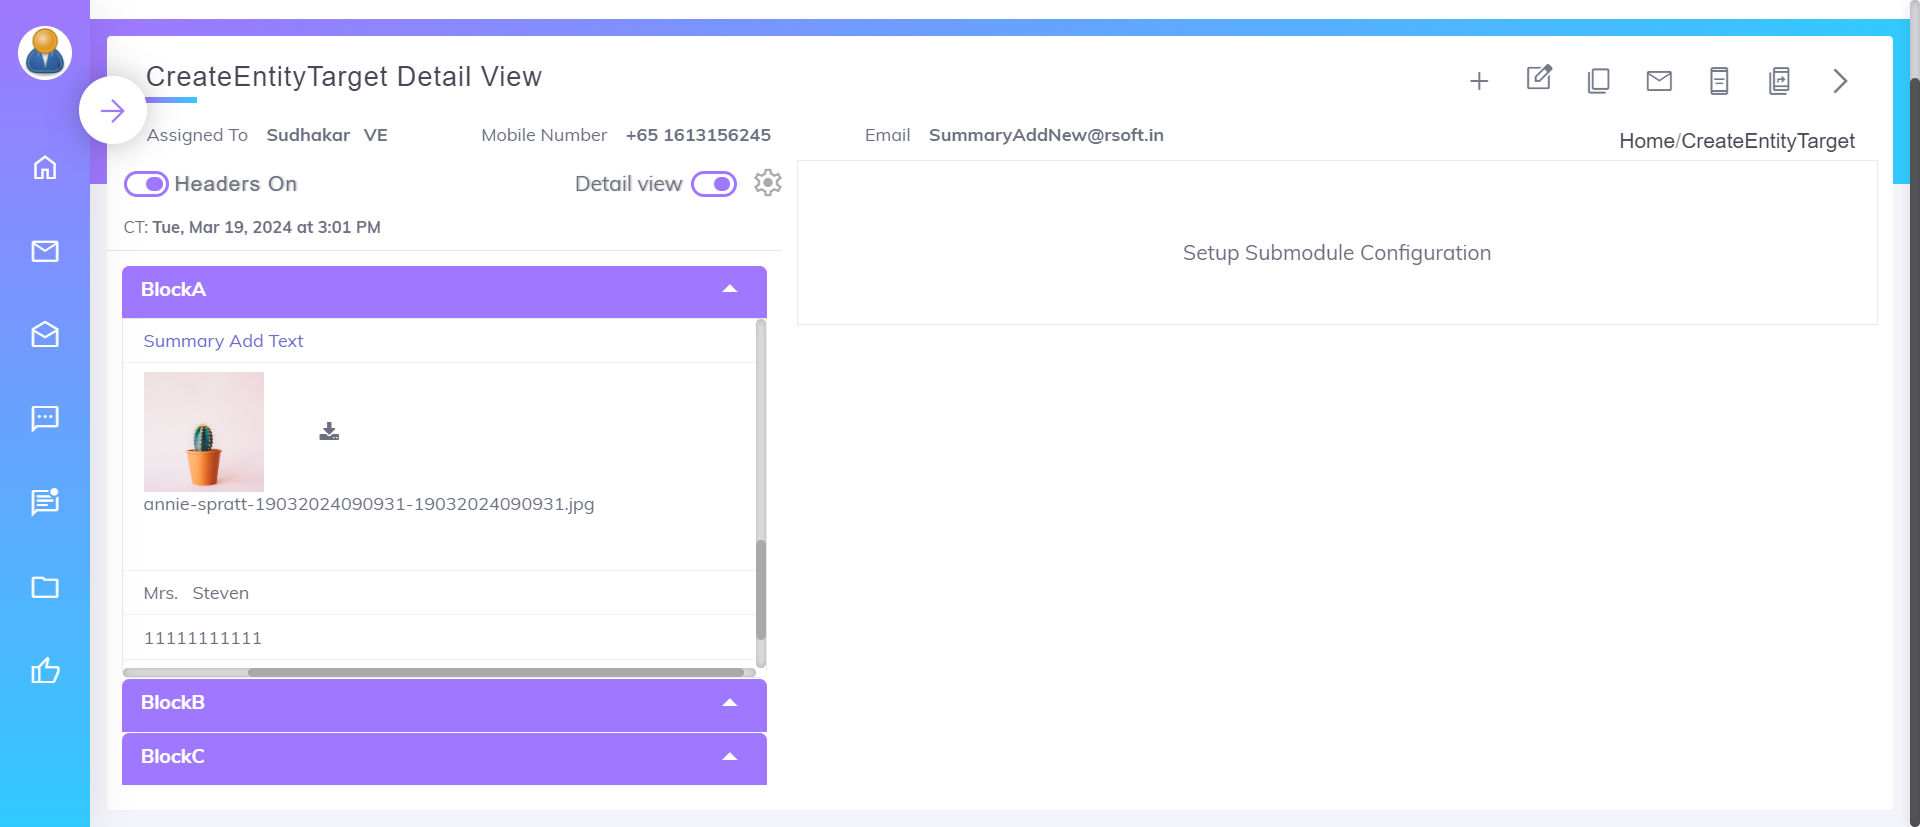 CreateEntityTarget Detail View
Assigned To Sudhakar VE Mobile Number +65 1613156245 Email SummaryAddNew@rsoft.in
Home/CreateEntityTarget
Headers On Detail view
CT: Tue, Mar 19, 2024 at 3:01 PM
Setup Submodule Configuration
BlockA
Summary Add Text
annie-spratt-19032024090931-19032024090931.jpg
Mrs. Steven
11111111111
BlockB
BlockC